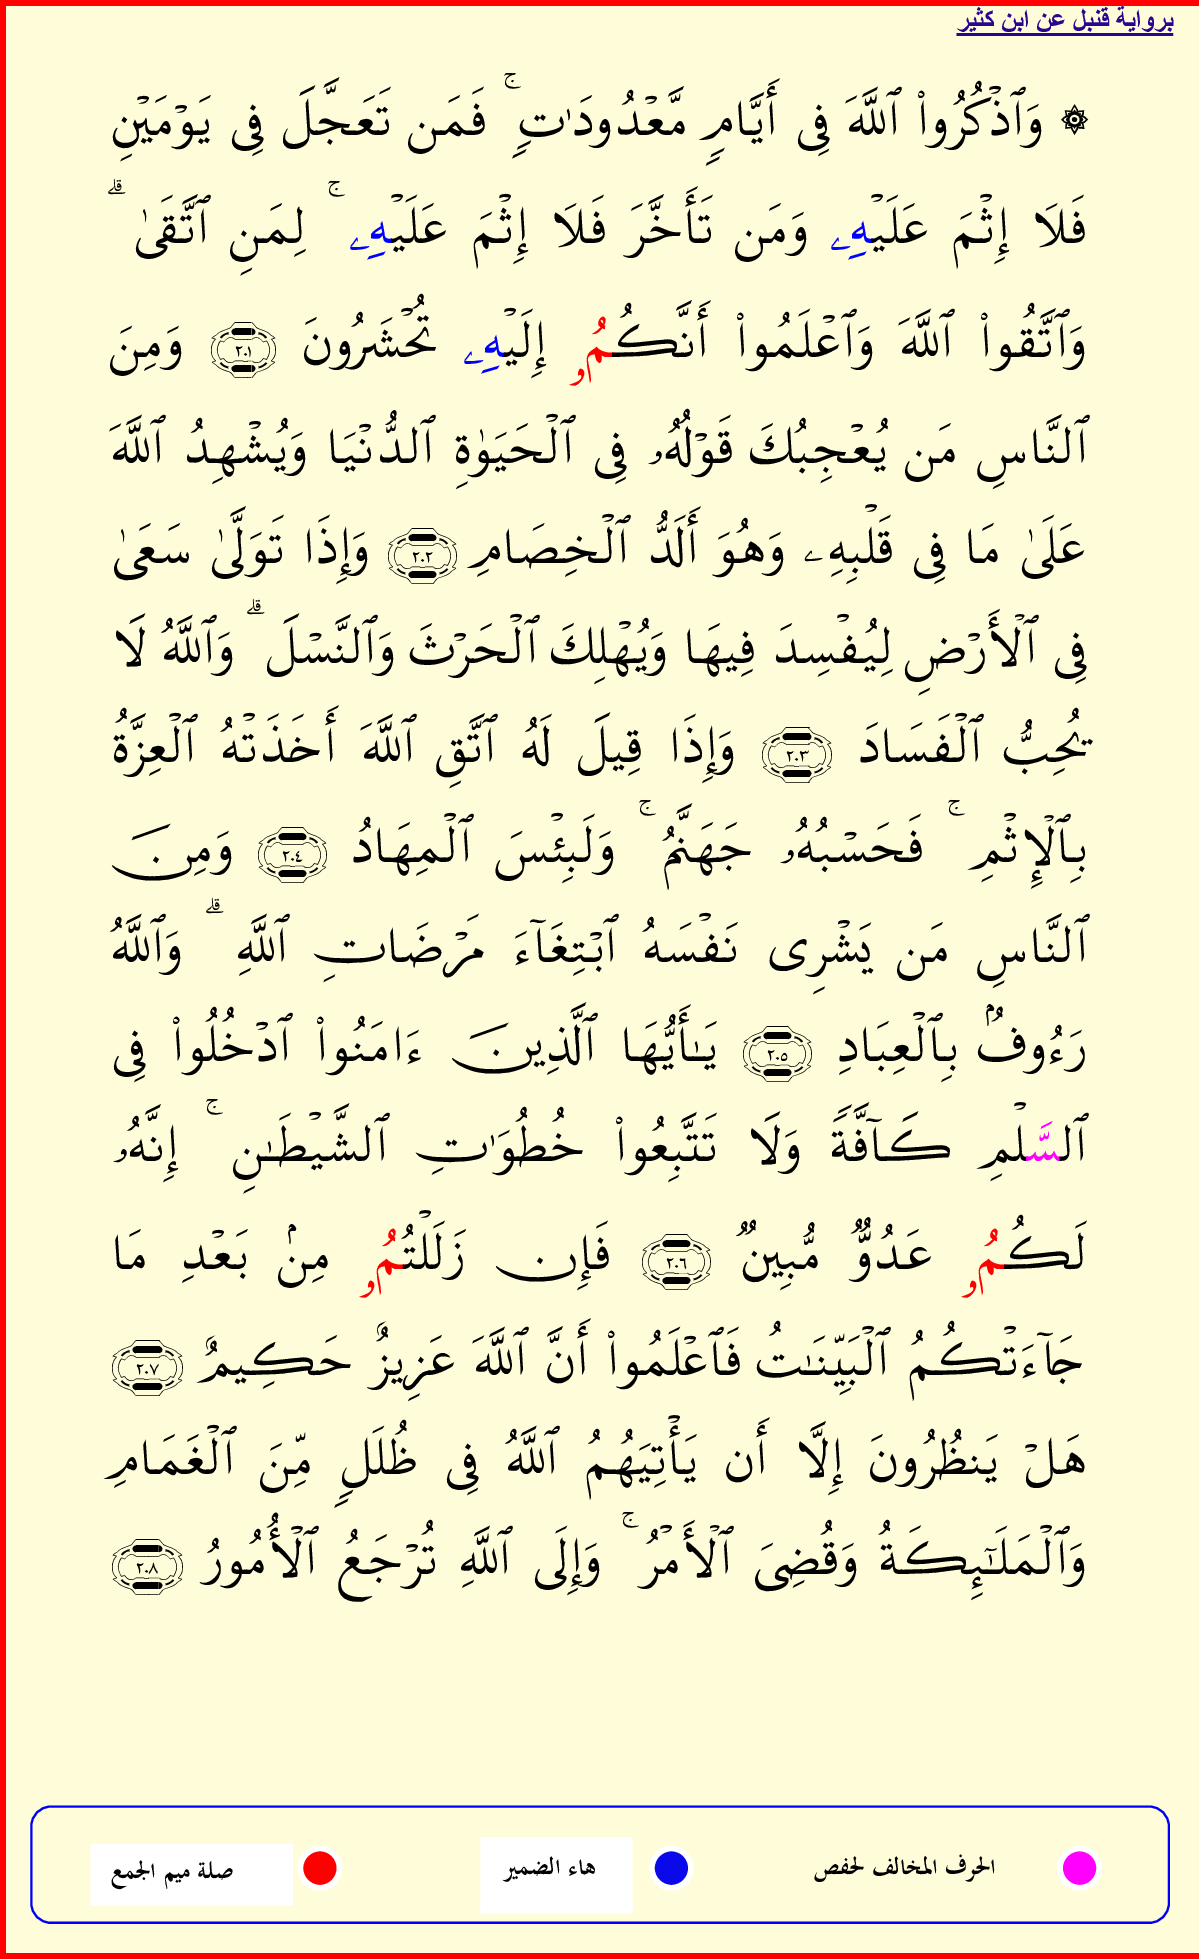 برواية قنبل عن ابن كثير
۞ وَٱذۡكُرُواْ ٱللَّهَ فِى أَيَّامٍ مَّعۡدُودَٰتٍ ۚ فَمَن تَعَجَّلَ فِى يَوۡمَيۡنِ
فَلَا إِثۡمَ عَلَيۡهِۦ وَمَن تَأَخَّرَ فَلَا إِثۡمَ عَلَيۡهِۦ ۚ لِمَنِ ٱتَّقَىٰ ۗ
وَٱتَّقُواْ ٱللَّهَ وَٱعۡلَمُواْ أَنَّكُمُۥ إِلَيۡهِۦ تُحۡشَرُونَ ٢٠١ وَمِنَ
ٱلنَّاسِ مَن يُعۡجِبُكَ قَوۡلُهُۥ فِى ٱلۡحَيَوٰةِ ٱلدُّنۡيَا وَيُشۡهِدُ ٱللَّهَ
عَلَىٰ مَا فِى قَلۡبِهِۦ وَهُوَ أَلَدُّ ٱلۡخِصَامِ ٢٠٢ وَإِذَا تَوَلَّىٰ سَعَىٰ
فِى ٱلۡأَرۡضِ لِيُفۡسِدَ فِيهَا وَيُهۡلِكَ ٱلۡحَرۡثَ وَٱلنَّسۡلَ ۗ وَٱللَّهُ لَا
يُحِبُّ ٱلۡفَسَادَ ٢٠٣ وَإِذَا قِيلَ لَهُ ٱتَّقِ ٱللَّهَ أَخَذَتۡهُ ٱلۡعِزَّةُ
بِٱلۡإِثۡمِ ۚ فَحَسۡبُهُۥ جَهَنَّمُ ۚ وَلَبِئۡسَ ٱلۡمِهَادُ ٢٠٤ وَمِنَ
ٱلنَّاسِ مَن يَشۡرِى نَفۡسَهُ ٱبۡتِغَآءَ مَرۡضَاتِ ٱللَّهِ ۗ وَٱللَّهُ
رَءُوفُۢ بِٱلۡعِبَادِ ٢٠٥ يَـٰٓأَيُّهَا ٱلَّذِينَ ءَامَنُواْ ٱدۡخُلُواْ فِى
ٱلسَّلۡمِ كَآفَّةً وَلَا تَتَّبِعُواْ خُطُوَٰتِ ٱلشَّيۡطَـٰنِ ۚ إِنَّهُۥ
لَكُمُۥ عَدُوٌّ مُّبِينٌ ٢٠٦ فَإِن زَلَلۡتُمُۥ مِنۢ بَعۡدِ مَا
جَآءَتۡكُمُ ٱلۡبَيِّنَـٰتُ فَٱعۡلَمُواْ أَنَّ ٱللَّهَ عَزِيزٌ حَكِيمٌ ٢٠٧
هَلۡ يَنظُرُونَ إِلَّا أَن يَأۡتِيَهُمُ ٱللَّهُ فِى ظُلَلٍ مِّنَ ٱلۡغَمَامِ
وَٱلۡمَلَـٰٓئِكَةُ وَقُضِىَ ٱلۡأَمۡرُ ۚ وَإِلَى ٱللَّهِ تُرۡجَعُ ٱلۡأُمُورُ ٢٠٨
الحرف المخالف لحفص هاء الضمير صلة ميم الجمع